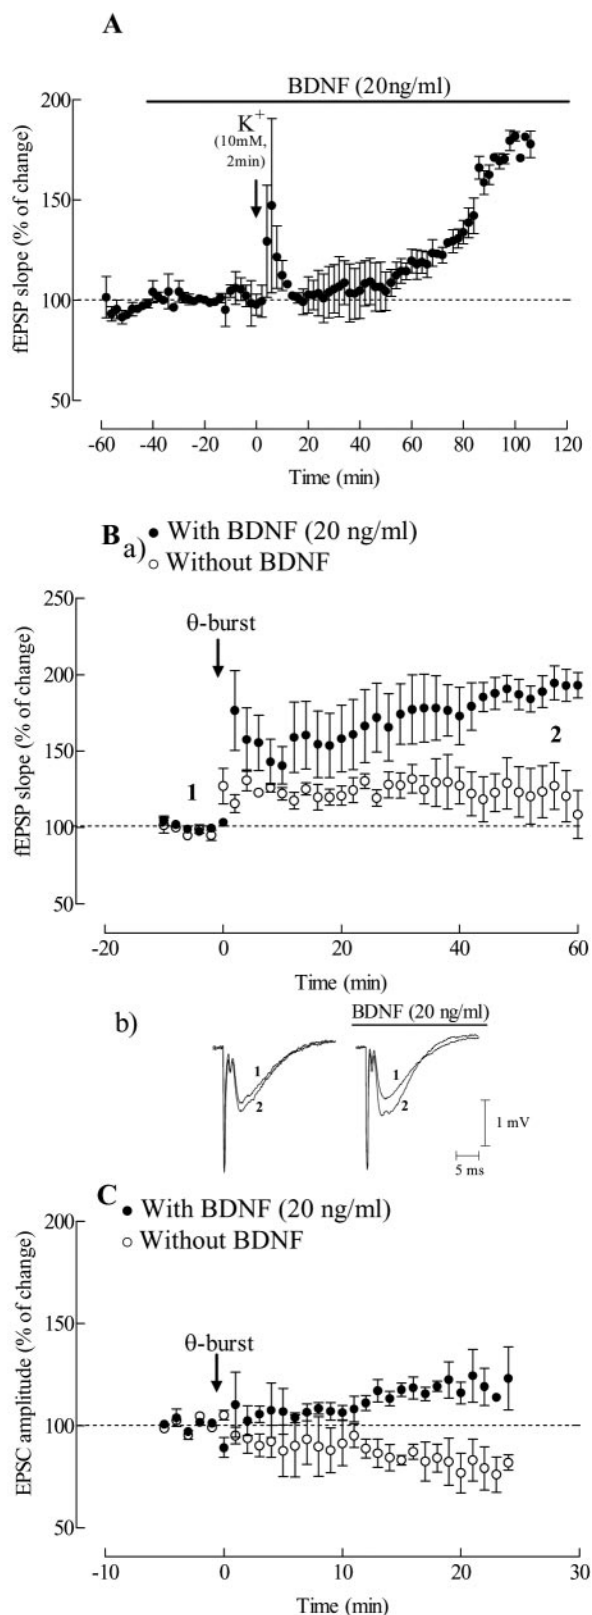 A
BDNF (20ng/ml)
K+
(10mM,
2min)
200
150
100
50
fEPSP slope (% of change)
-60 -40 -20 0 20 40 60 80 100 120
Time (min)
B a)
With BDNF (20 ng/ml)
Without BDNF
250
200
150
100
50
fEPSP slope (% of change)
θ-burst
1
2
-20 0 20 40 60
Time (min)
b)
BDNF (20 ng/ml)
1
2
1
2
1 mV
5 ms
C
With BDNF (20 ng/ml)
Without BDNF
200
150
100
50
EPSC amplitude (% of change)
θ-burst
-10 0 10 20 30
Time (min)